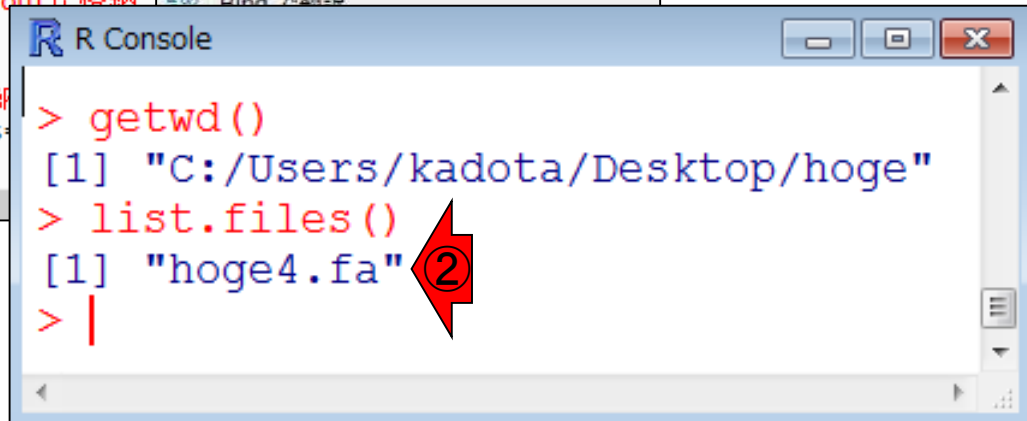 R R Console
> getwd()
[1] "C:/Users/kadota/Desktop/hoge"
> list.files()
[1] "hoge4.fa" ②
>